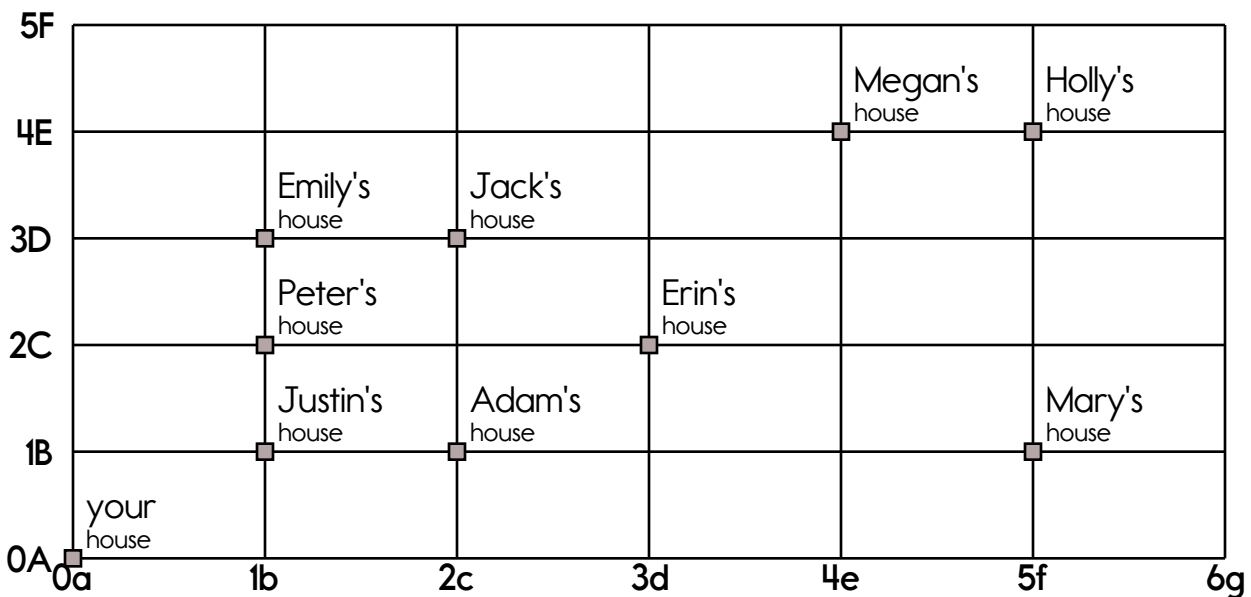 5F
Megan's
house
Holly's
house
4E
Emily's
house
Jack's
house
3D
Peter's
house
Erin's
house
2C
Justin's
house
Adam's
house
Mary's
house
1B
your
house
0A
0a 1b 2c 3d 4e 5f 6g